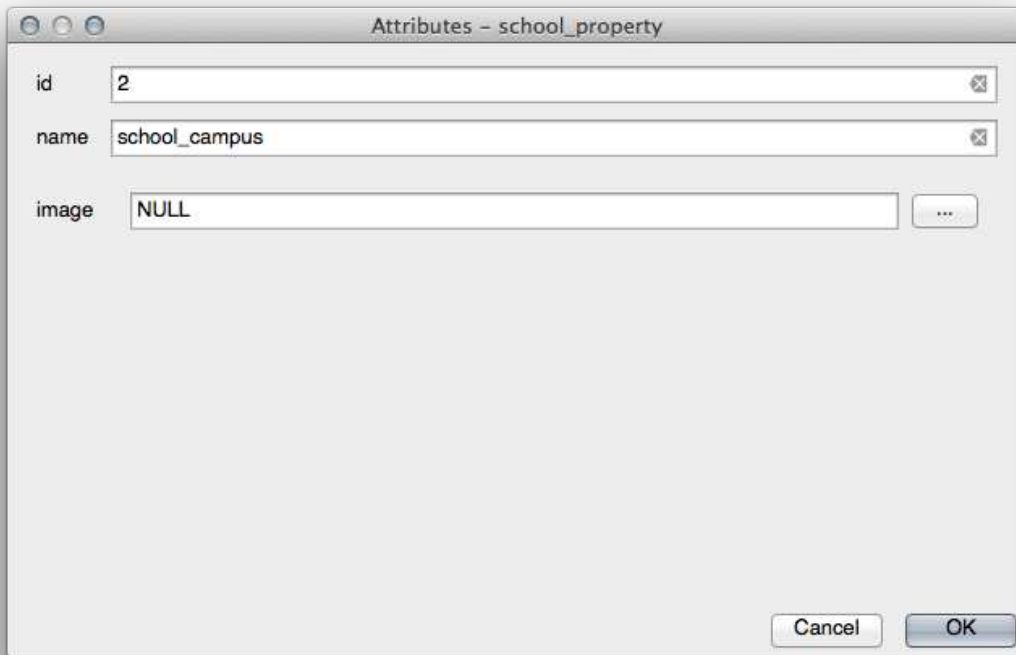 Attributes – school_property
id 2
name school_campus
image NULL ...
Cancel OK